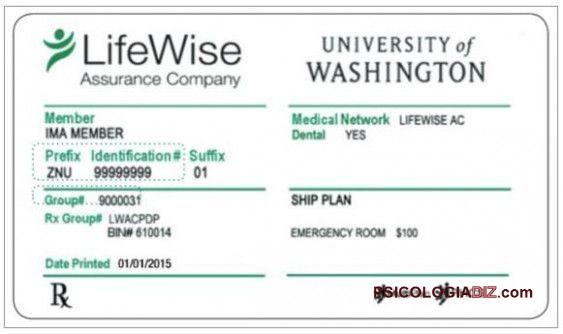 LifeWise
Assurance Company
UNIVERSITY of
WASHINGTON
Member
IMA MEMBER
Prefix Identification# Suffix
ZNU 99999999 01
Group# 9000031
Rx Group# LWACPDP
BIN# 610014
Date Printed 01/01/2015
Rx
Medical Network LIFEWISE AC
Dental YES
SHIP PLAN
EMERGENCY ROOM $100
PSICOLOGIADIZ.com